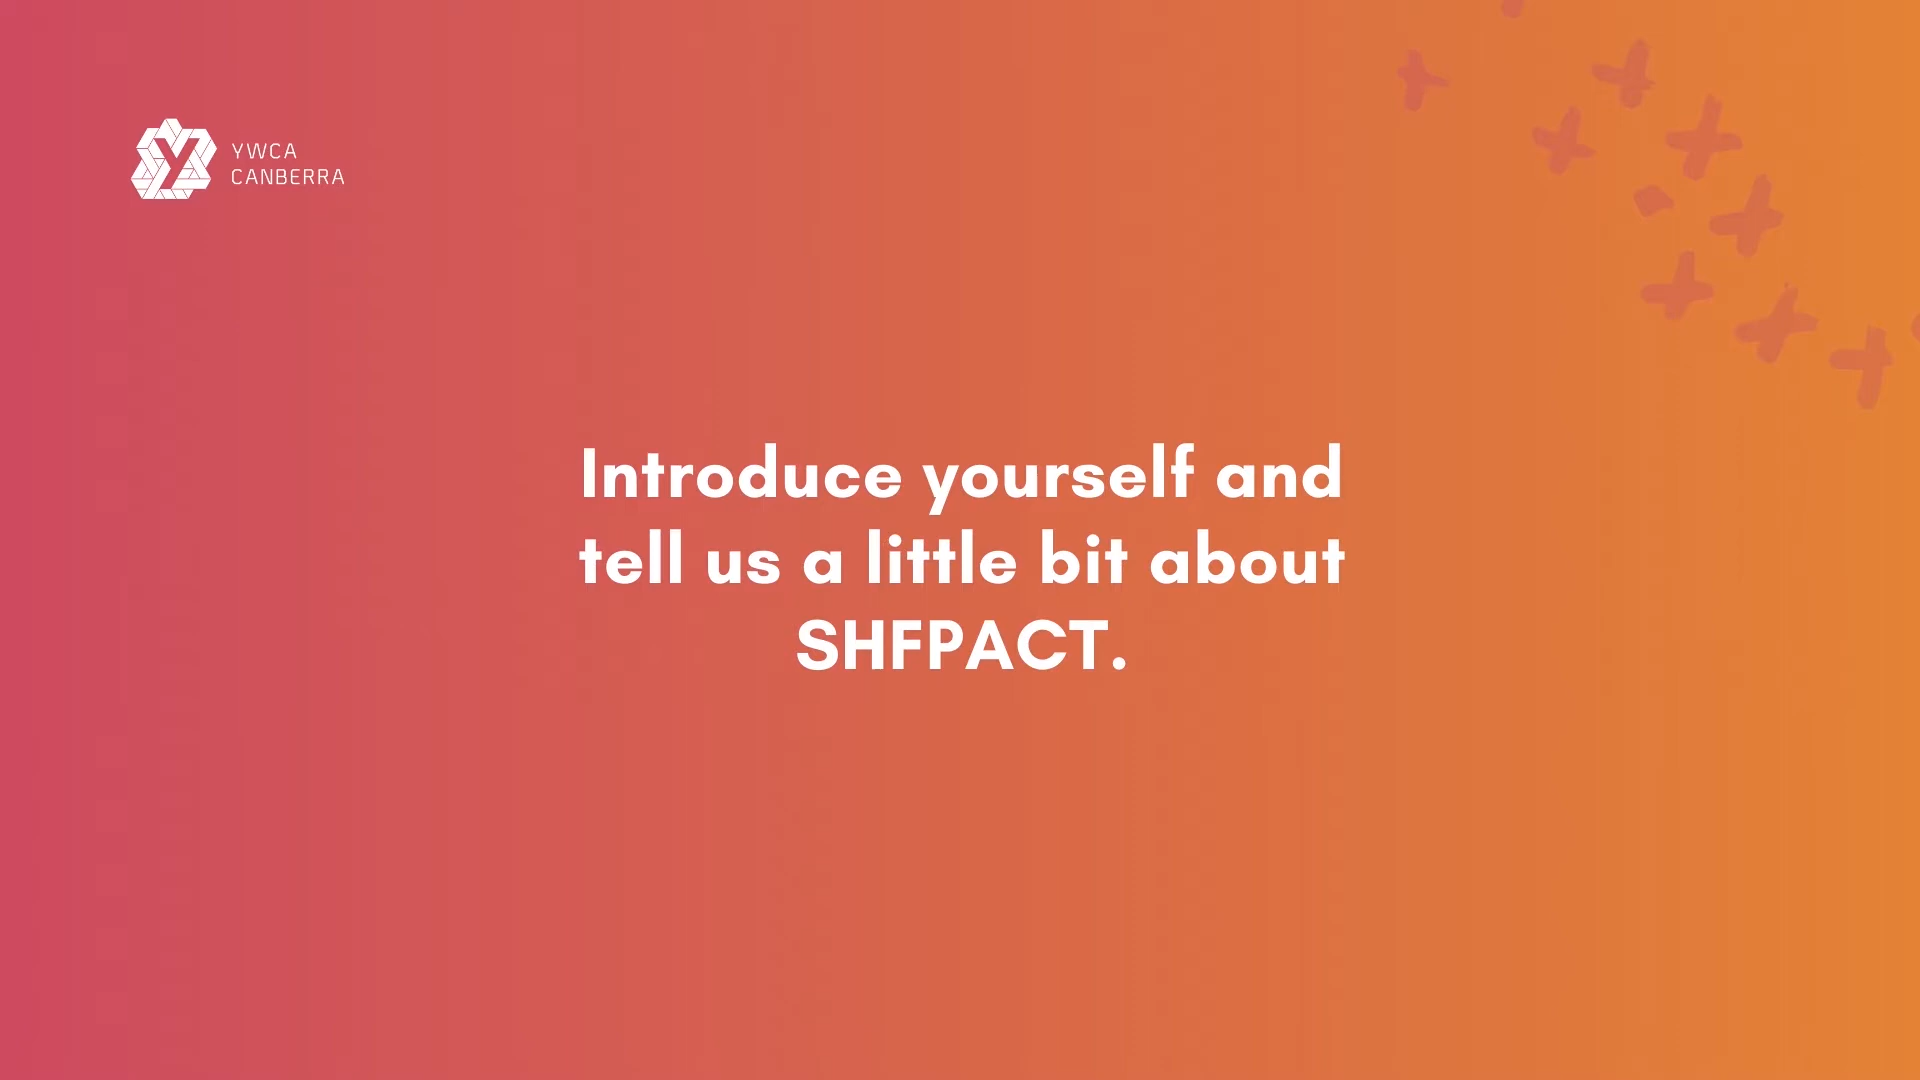 YWCA
CANBERRA
Introduce yourself and
tell us a little bit about
SHFPACT.